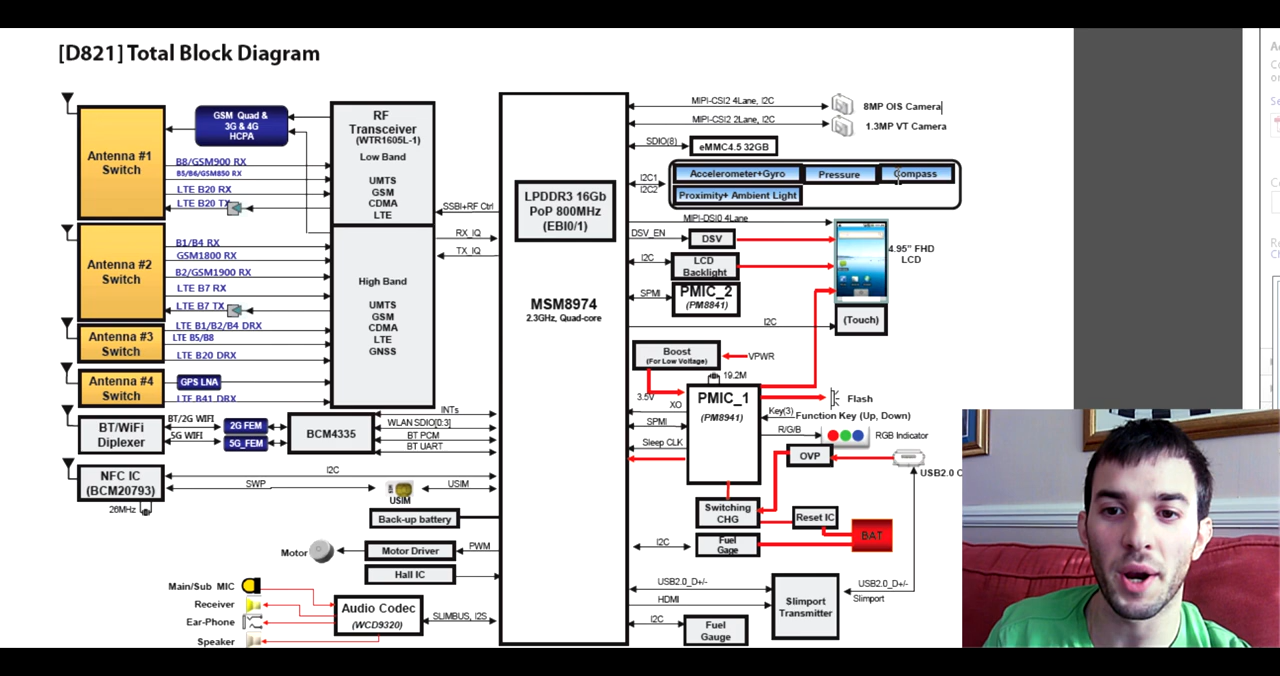 [D821] Total Block Diagram
Antenna #1
Switch
GSM Quad &
3G & 4G
HCPA
B8/GSM900 RX
B5/B6/GSM850 RX
LTE B20 RX
LTE B20 TX
RF
Transceiver
(WTR1605L-1)
Low Band
UMTS
GSM
CDMA
LTE
Antenna #2
Switch
B1/B4 RX
GSM1800 RX
B2/GSM1900 RX
LTE B7 RX
LTE B7 TX
High Band
UMTS
GSM
CDMA
LTE
GNSS
Antenna #3
Switch
LTE B1/B2/B4 DRX
LTE B5/B8
LTE B20 DRX
Antenna #4
Switch
GPS LNA
LTE B41 DRX
BT/WiFi
Diplexer
BT/2G WIFI
5G WIFI
2G FEM
5G_FEM
BCM4335
INTs
WLAN SDIO[0:3]
BT PCM
BT UART
NFC IC
(BCM20793)
26MHz
I2C
SWP
USIM
USIM
Back-up battery
Motor
Motor Driver
PWM
Hall IC
Main/Sub MIC
Receiver
Ear-Phone
Speaker
Audio Codec
(WCD9320)
SLIMBUS, I2S
SSBI+RF Ctrl
RX_IQ
TX_IQ
LPDDR3 16Gb
PoP 800MHz
(EBI0/1)
MSM8974
2.3GHz, Quad-core
MIPI-CSI2 4Lane, I2C
8MP OIS Camera
MIPI-CSI2 2Lane, I2C
1.3MP VT Camera
SDIO(8)
eMMC4.5 32GB
I2C1
I2C2
Accelerometer+Gyro
Pressure
Compass
Proximity+ Ambient Light
MIPI-DSI0 4Lane
DSV_EN
DSV
4.95" FHD
LCD
I2C
LCD
Backlight
SPMI
PMIC_2
(PM8841)
I2C
(Touch)
Boost
(For Low Voltage)
VPWR
19.2M
3.5V
XO
SPMI
Sleep CLK
PMIC_1
(PM8941)
Flash
Key(3)
Function Key (Up, Down)
R/G/B
RGB Indicator
OVP
USB2.0 C
Switching
CHG
Reset IC
BAT
I2C
Fuel
Gage
USB2.0_D+/-
HDMI
Slimport
Transmitter
USB2.0_D+/-
Slimport
I2C
Fuel
Gauge